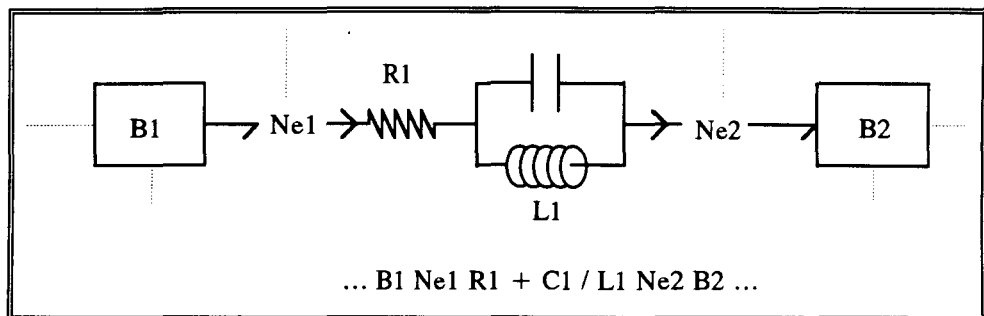 R1
B1 Ne1 Ne2 B2
L1
... B1 Ne1 R1 + C1 / L1 Ne2 B2 ...